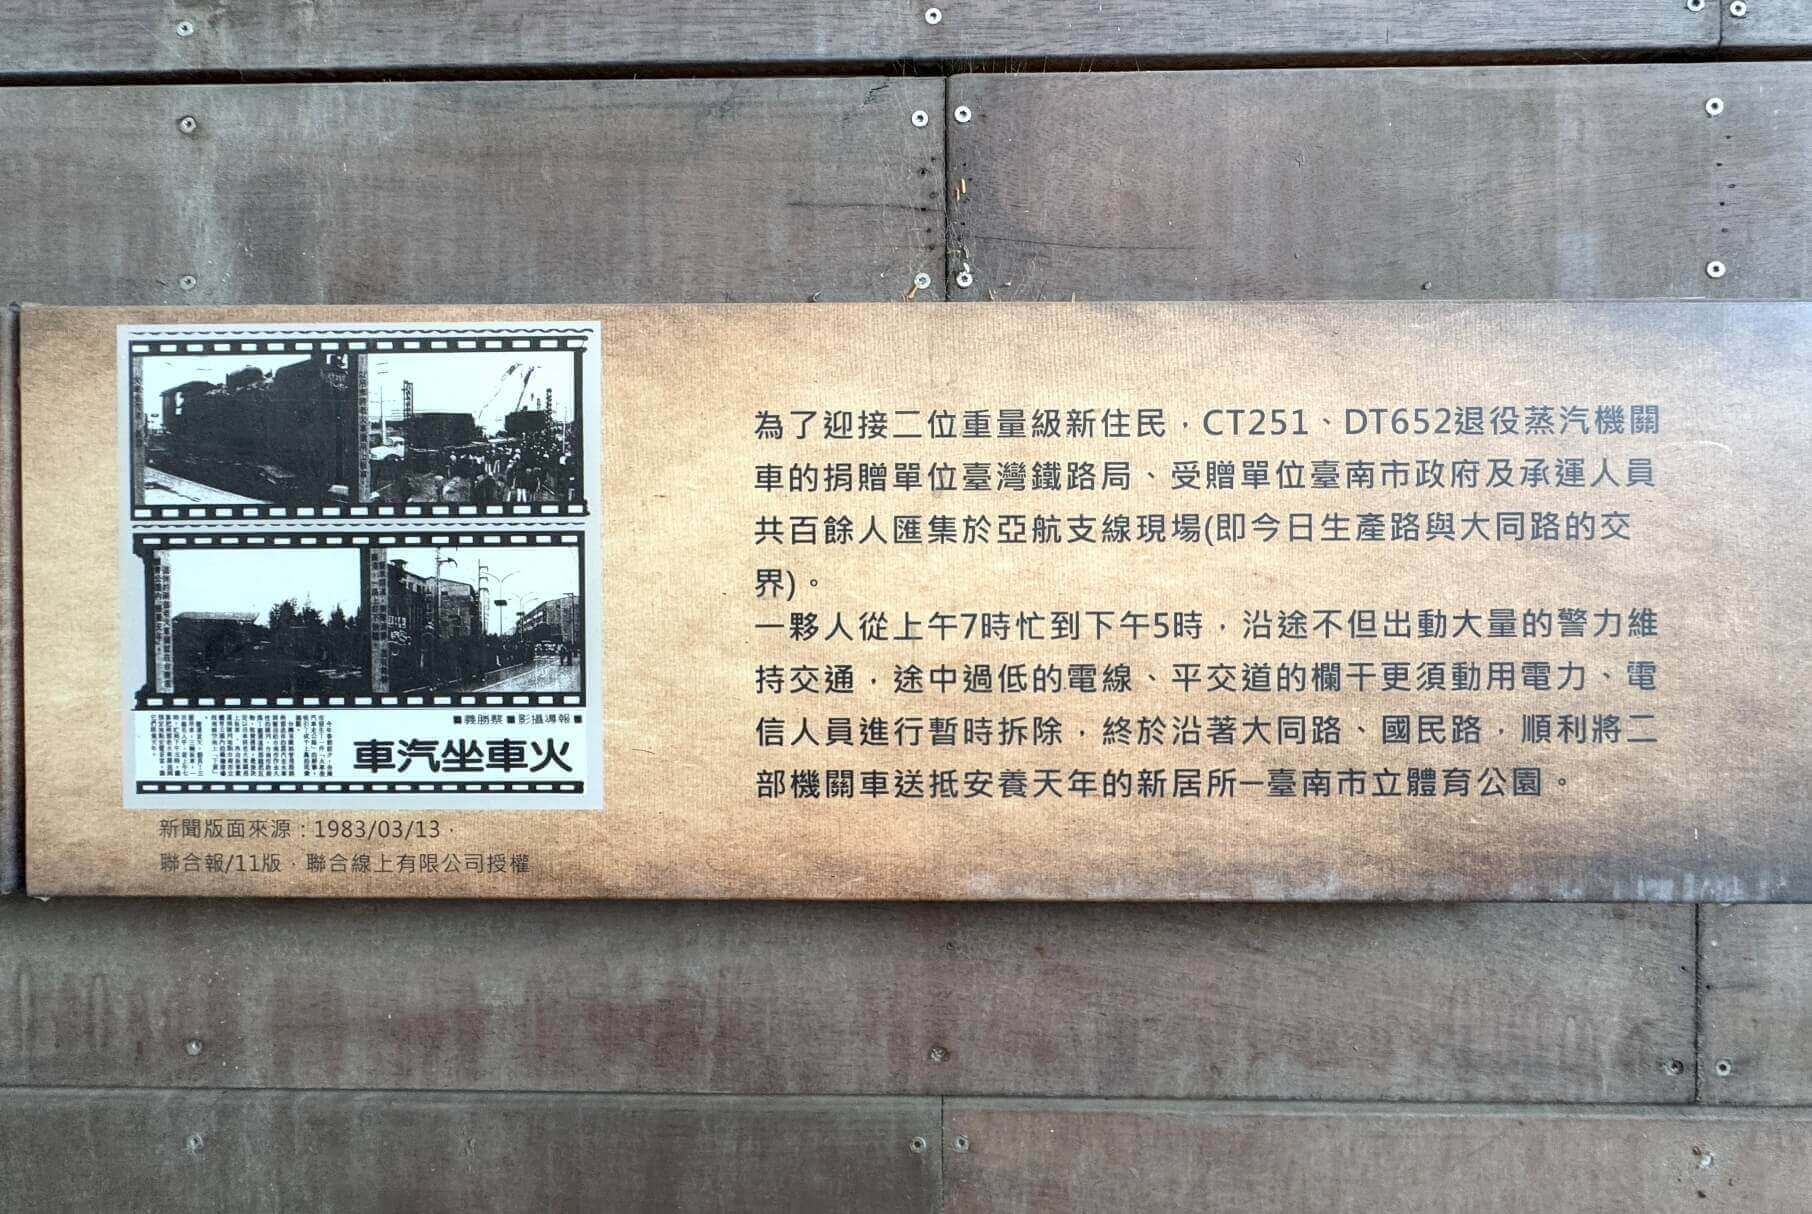 ■義勝蔡■影攝導報■
車汽坐車火
新聞版面來源：1983/03/13，
聯合報/11版，聯合線上有限公司授權
為了迎接二位重量級新住民，CT251、DT652退役蒸汽機關
車的捐贈單位臺灣鐵路局、受贈單位臺南市政府及承運人員
共百餘人匯集於亞航支線現場(即今日生產路與大同路的交
界)。
一夥人從上午7時忙到下午5時，沿途不但出動大量的警力維
持交通，途中過低的電線、平交道的欄干更須動用電力、電
信人員進行暫時拆除，終於沿著大同路、國民路，順利將二
部機關車送抵安養天年的新居所─臺南市立體育公園。